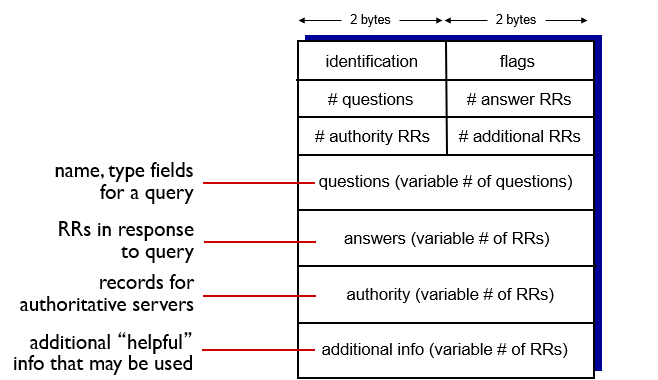 2 bytes 2 bytes
identification flags
# questions # answer RRs
# authority RRs # additional RRs
name, type fields
for a query
questions (variable # of questions)
RRs in response
to query
answers (variable # of RRs)
records for
authoritative servers
authority (variable # of RRs)
additional “helpful”
info that may be used
additional info (variable # of RRs)